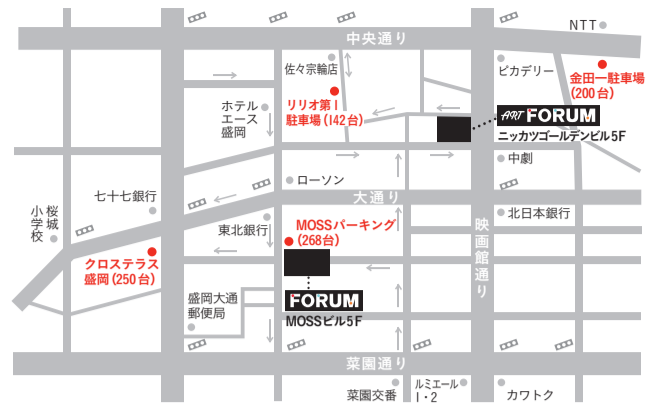 NTT
中央通り
佐々宗輪店
ピカデリー
金田一駐車場
(200台)
リリオ第1
駐車場(142台)
ホテル
エース
盛岡
ART FORUM
ニッカツゴールデンビル5F
中劇
ローソン
七十七銀行
大通り
桜城
小学校
東北銀行
MOSSパーキング
(268台)
映画館通り
北日本銀行
クロステラス
盛岡(250台)
盛岡大通
郵便局
FORUM
MOSSビル5F
菜園通り
菜園交番
ルミエール
1・2
カワトク